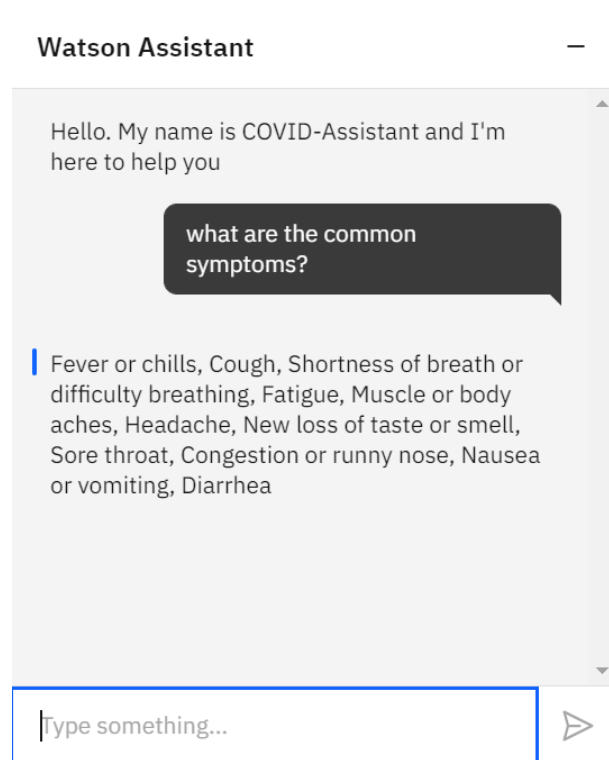 Watson Assistant
Hello. My name is COVID-Assistant and I'm
here to help you
what are the common
symptoms?
Fever or chills, Cough, Shortness of breath or
difficulty breathing, Fatigue, Muscle or body
aches, Headache, New loss of taste or smell,
Sore throat, Congestion or runny nose, Nausea
or vomiting, Diarrhea
Type something...